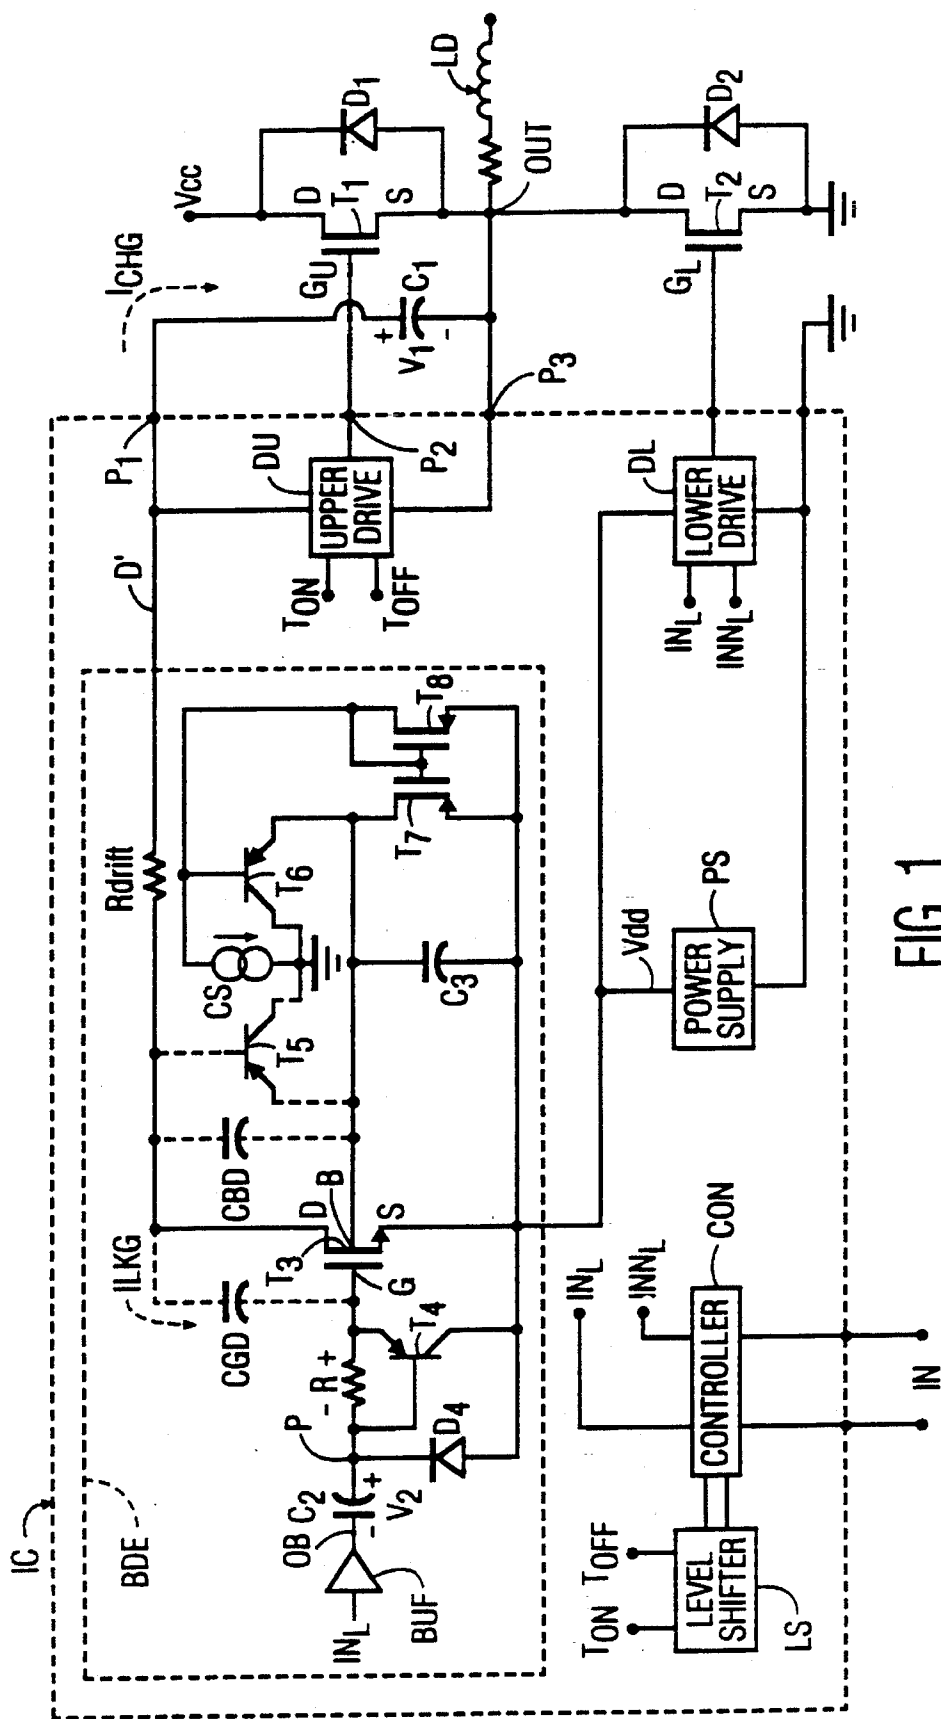 IC
BDE
ILKG
CGD
CBD
T3
D
B
G
S
P
- R +
T4
D4
OB
C2
- +
V2
INL
BUF
T5
CS
T6
C3
T7
T8
Rdrift
D'
P1
ICHG
Vcc
D
T1
S
D1
GU
C1
+
V1
-
LD
OUT
P3
P2
DU
UPPER
DRIVE
TON
TOFF
D
T2
S
D2
GL
DL
LOWER
DRIVE
INL
INNL
Vdd
PS
POWER
SUPPLY
INL
INNL
CON
CONTROLLER
IN
TON
TOFF
LEVEL
SHIFTER
LS
FIG. 1